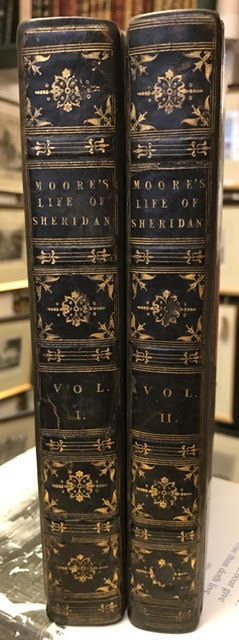 MOORE'S
LIFE OF
SHERIDAN
VOL.
I.
MOORE'S
LIFE OF
SHERIDAN
VOL.
II.